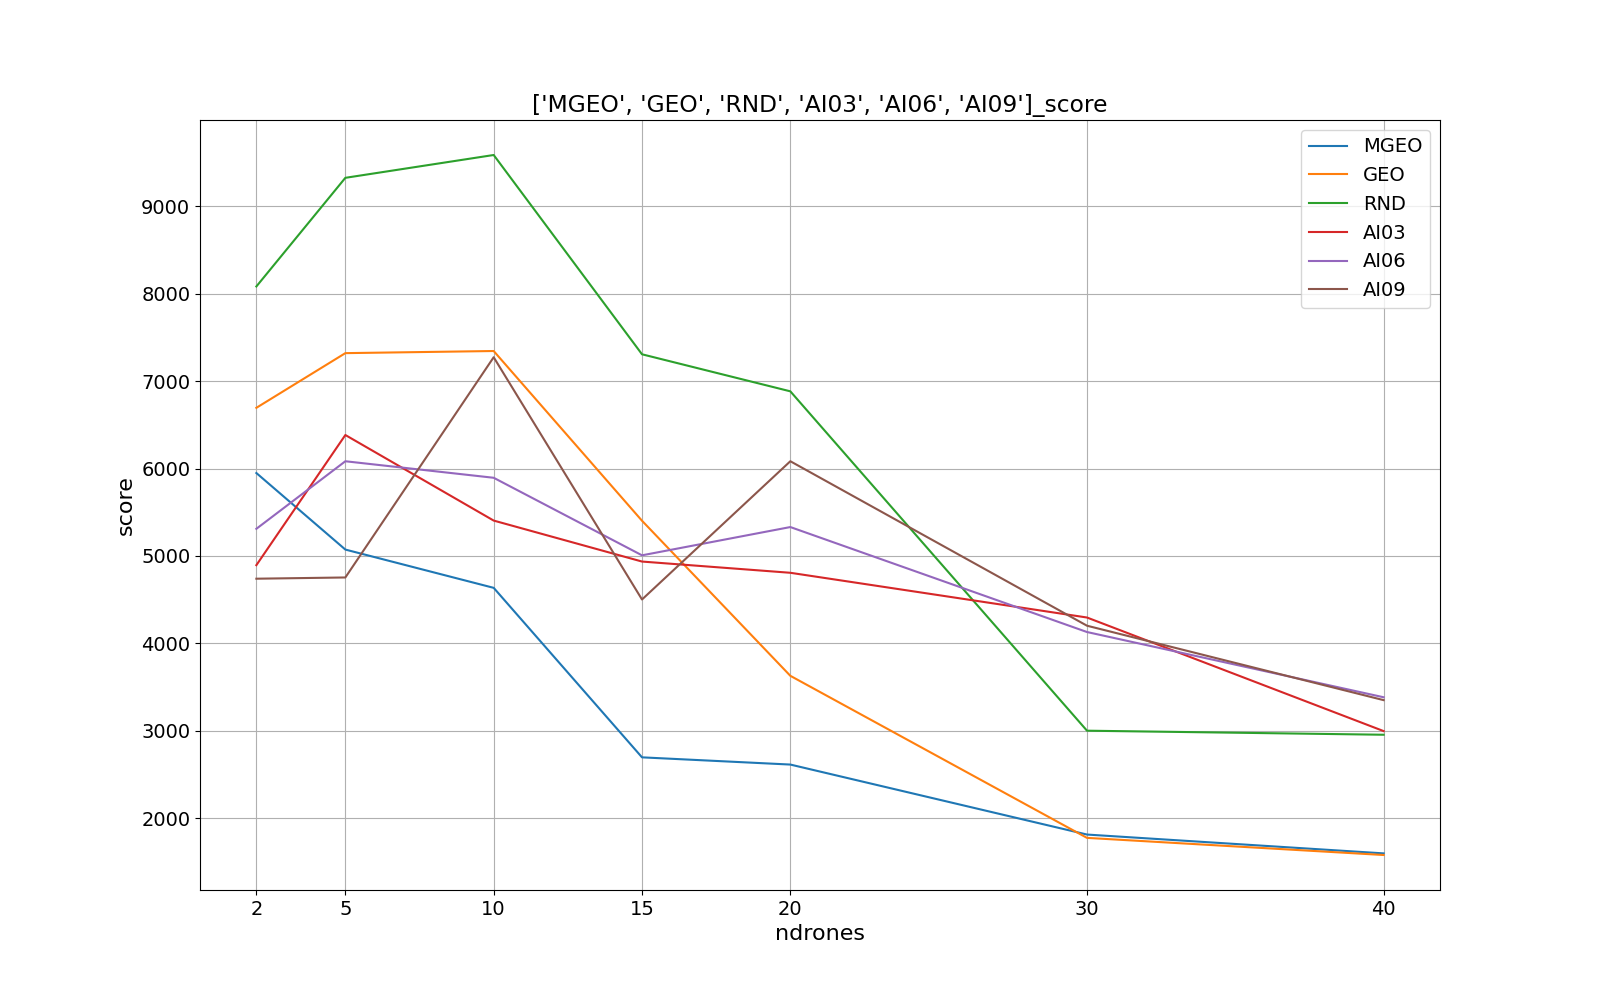 ['MGEO', 'GEO', 'RND', 'AI03', 'AI06', 'AI09']_score
MGEO
GEO
RND
AI03
AI06
AI09
9000
8000
7000
6000
5000
4000
3000
2000
score
2 5 10 15 20 30 40
ndrones